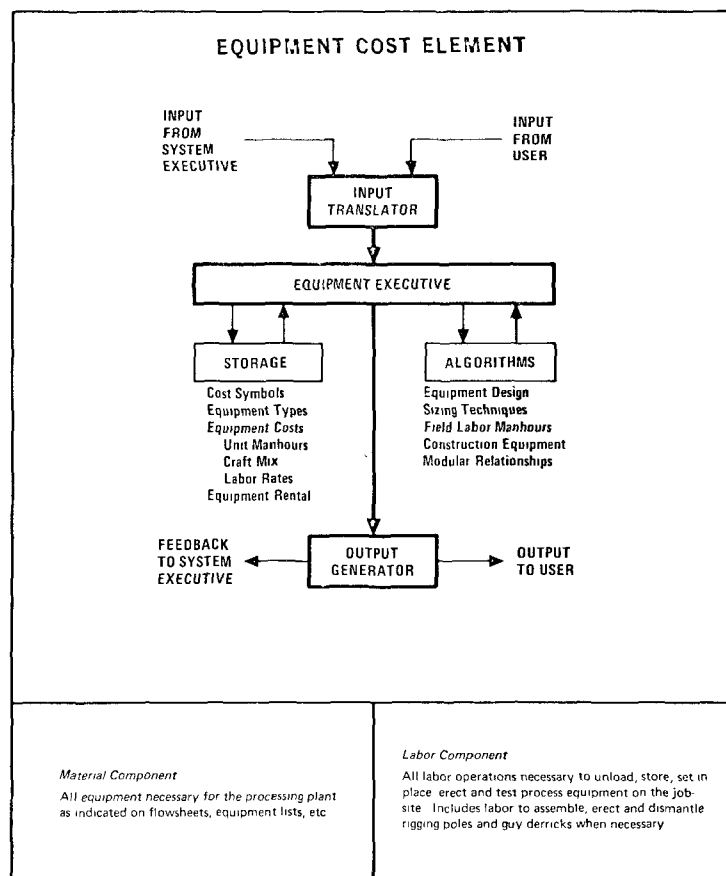 EQUIPMENT COST ELEMENT
INPUT
FROM
SYSTEM
EXECUTIVE
INPUT
FROM
USER
INPUT
TRANSLATOR
EQUIPMENT EXECUTIVE
STORAGE
Cost Symbols
Equipment Types
Equipment Costs
Unit Manhours
Craft Mix
Labor Rates
Equipment Rental
ALGORITHMS
Equipment Design
Sizing Techniques
Field Labor Manhours
Construction Equipment
Modular Relationships
FEEDBACK
TO SYSTEM
EXECUTIVE
OUTPUT
GENERATOR
OUTPUT
TO USER
Material Component
All equipment necessary for the processing plant
as indicated on flowsheets, equipment lists, etc
Labor Component
All labor operations necessary to unload, store, set in
place erect and test process equipment on the job-
site Includes labor to assemble, erect and dismantle
rigging poles and guy derricks when necessary